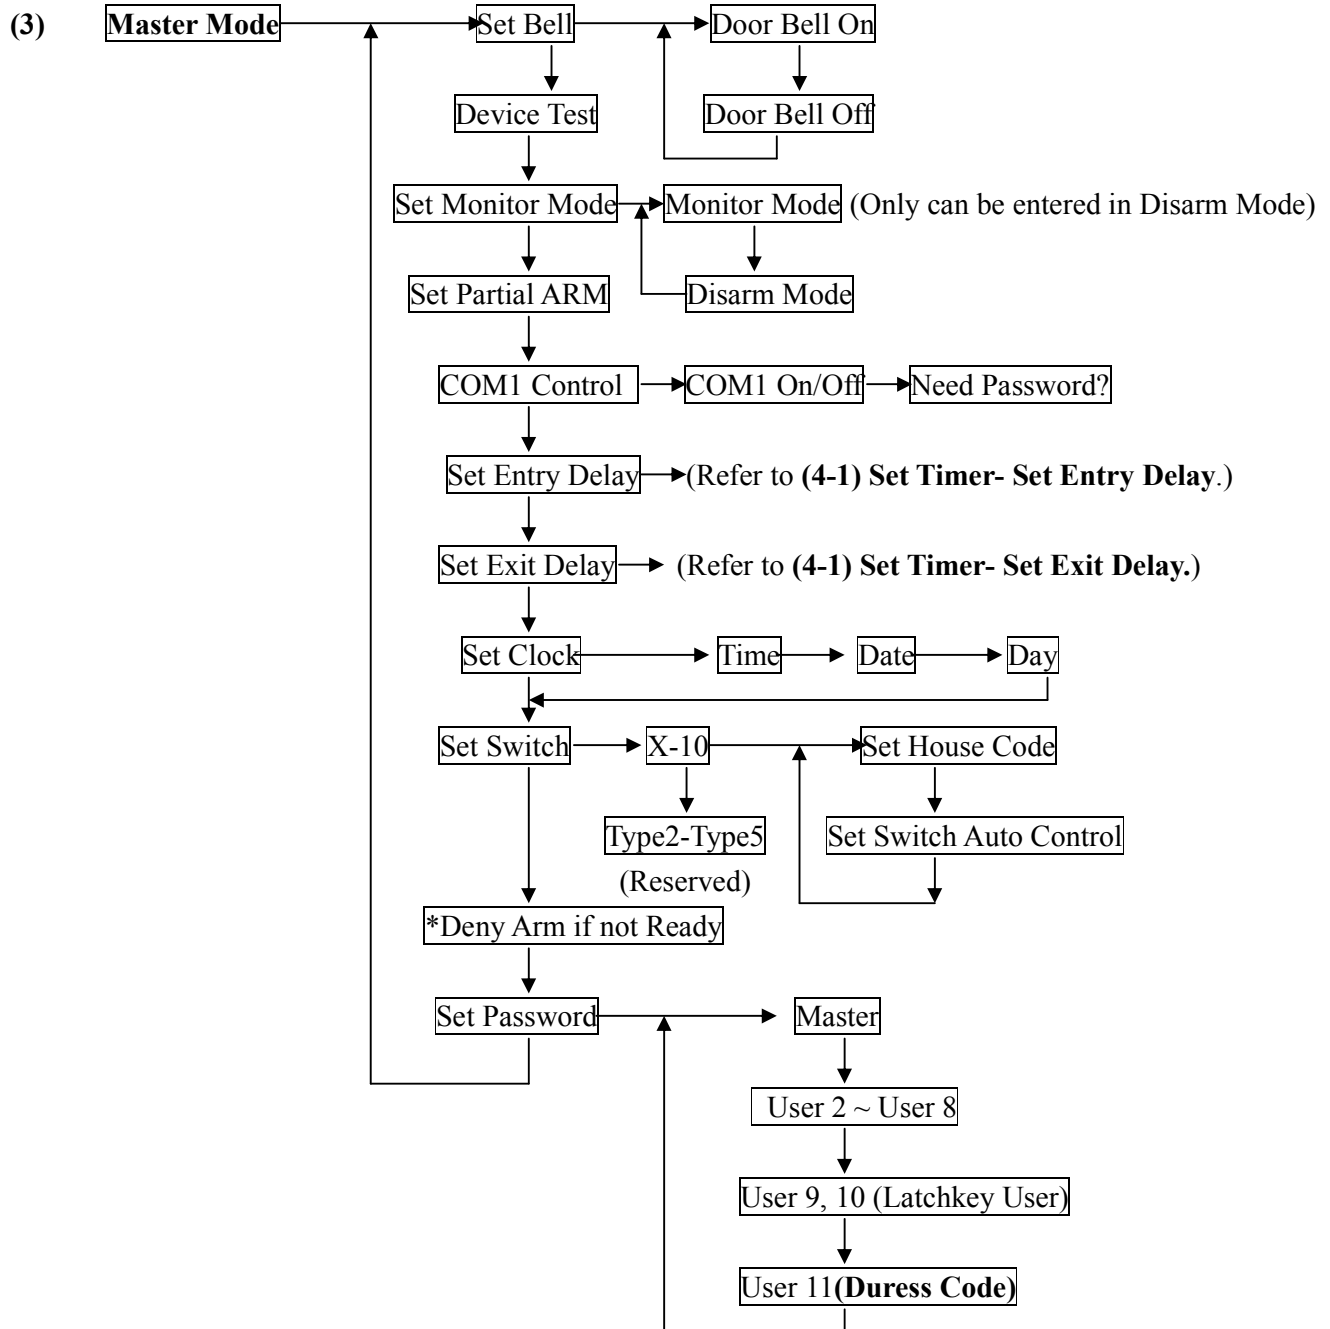 (3) Master Mode Set Bell Door Bell On
Device Test Door Bell Off
Set Monitor Mode Monitor Mode (Only can be entered in Disarm Mode)
Set Partial ARM Disarm Mode
COM1 Control COM1 On/Off Need Password?
Set Entry Delay (Refer to (4-1) Set Timer- Set Entry Delay.)
Set Exit Delay (Refer to (4-1) Set Timer- Set Exit Delay.)
Set Clock Time Date Day
Set Switch X-10 Set House Code
Type2-Type5 Set Switch Auto Control
(Reserved)
*Deny Arm if not Ready
Set Password Master
User 2 ~ User 8
User 9, 10 (Latchkey User)
User 11(Duress Code)